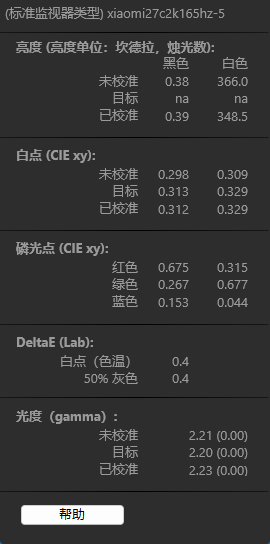 (标准监视器类型) xiaomi27c2k165hz-5
亮度 (亮度单位：坎德拉，烛光数):
黑色 白色
未校准 0.38 366.0
目标 na na
已校准 0.39 348.5
白点 (CIE xy):
未校准 0.298 0.309
目标 0.313 0.329
已校准 0.312 0.329
磷光点 (CIE xy):
红色 0.675 0.315
绿色 0.267 0.677
蓝色 0.153 0.044
DeltaE (Lab):
白点（色温） 0.4
50% 灰色 0.4
光度（gamma）:
未校准 2.21 (0.00)
目标 2.20 (0.00)
已校准 2.23 (0.00)
帮助